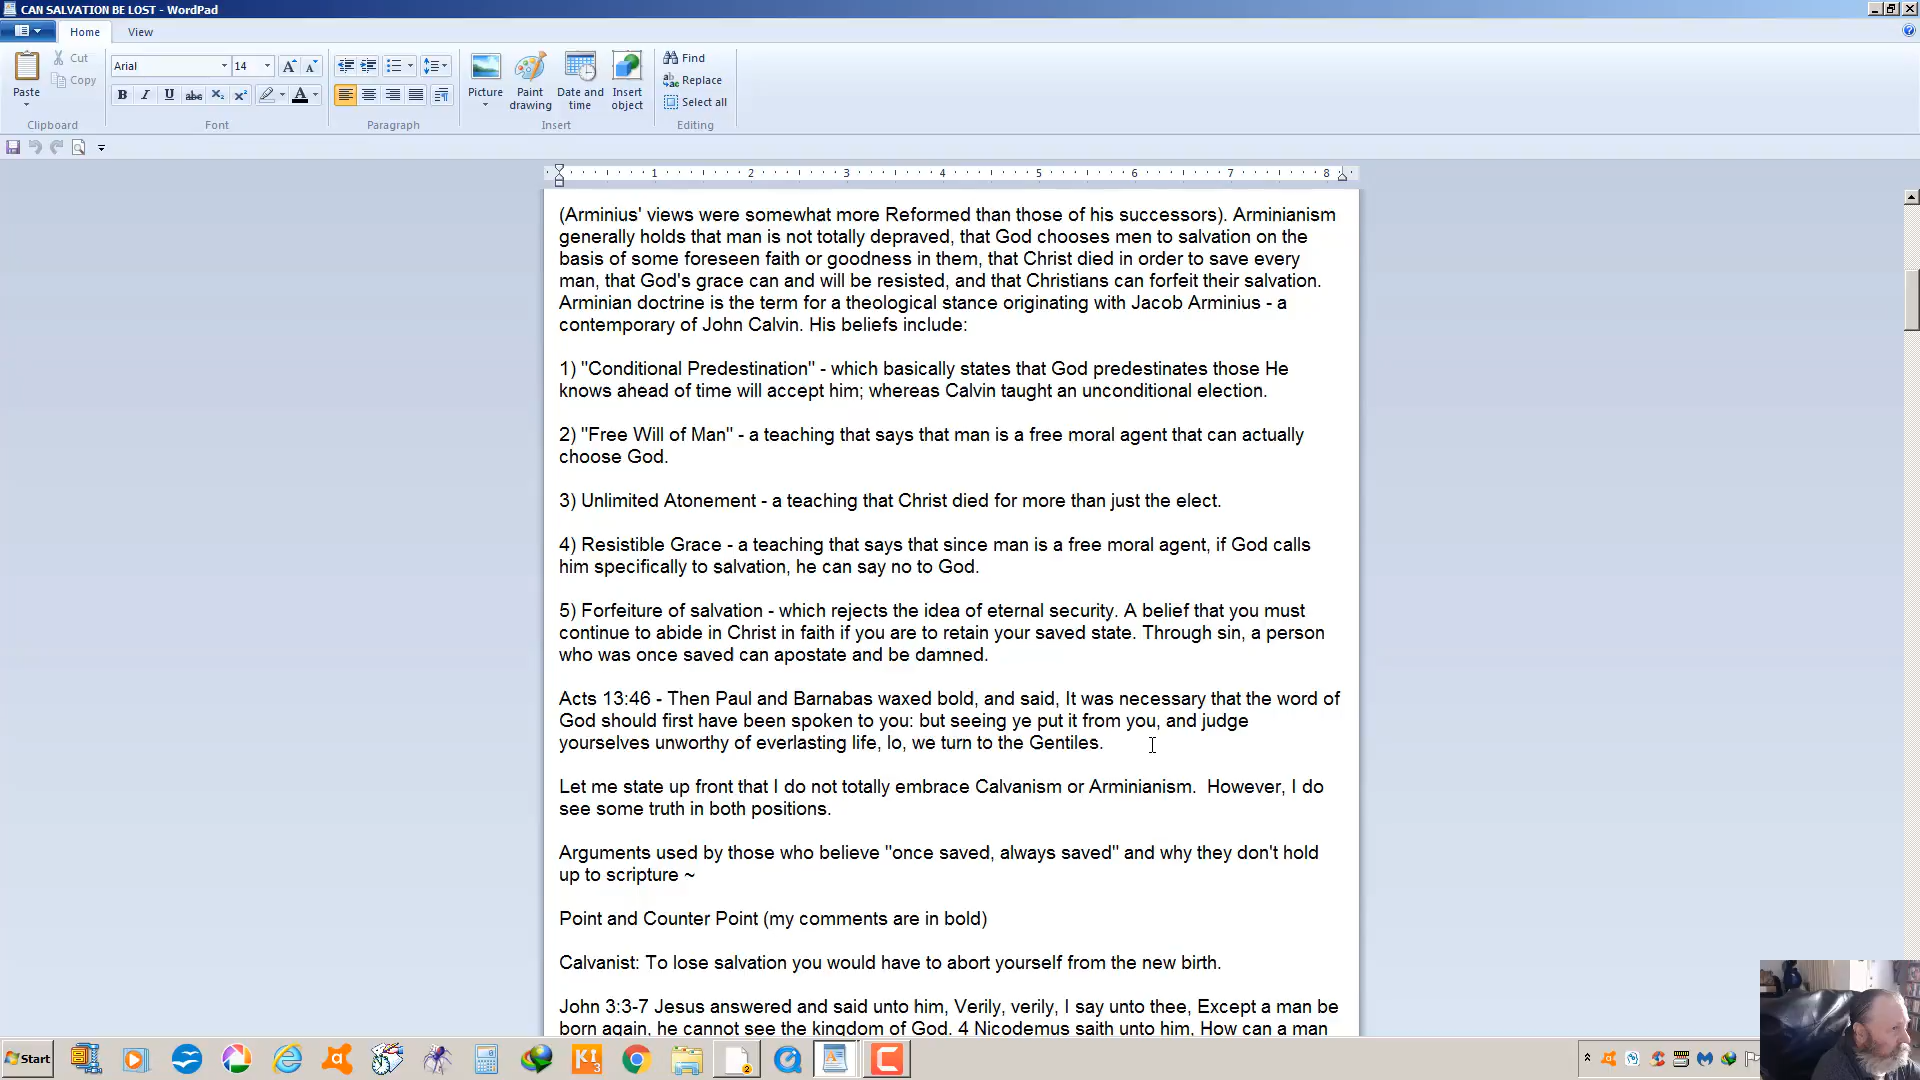 CAN SALVATION BE LOST - WordPad
Home
View
Paste
Cut
Copy
Arial
14
Picture
Paint drawing
Date and time
Insert object
Find
Replace
Select all
Clipboard
Font
Paragraph
Insert
Editing
1 2 3 4 5 6 7 8
(Arminius' views were somewhat more Reformed than those of his successors). Arminianism
generally holds that man is not totally depraved, that God chooses men to salvation on the
basis of some foreseen faith or goodness in them, that Christ died in order to save every
man, that God's grace can and will be resisted, and that Christians can forfeit their salvation.
Arminian doctrine is the term for a theological stance originating with Jacob Arminius - a
contemporary of John Calvin. His beliefs include:
1) "Conditional Predestination" - which basically states that God predestinates those He
knows ahead of time will accept him; whereas Calvin taught an unconditional election.
2) "Free Will of Man" - a teaching that says that man is a free moral agent that can actually
choose God.
3) Unlimited Atonement - a teaching that Christ died for more than just the elect.
4) Resistible Grace - a teaching that says that since man is a free moral agent, if God calls
him specifically to salvation, he can say no to God.
5) Forfeiture of salvation - which rejects the idea of eternal security. A belief that you must
continue to abide in Christ in faith if you are to retain your saved state. Through sin, a person
who was once saved can apostate and be damned.
Acts 13:46 - Then Paul and Barnabas waxed bold, and said, It was necessary that the word of
God should first have been spoken to you: but seeing ye put it from you, and judge
yourselves unworthy of everlasting life, lo, we turn to the Gentiles.
Let me state up front that I do not totally embrace Calvanism or Arminianism.  However, I do
see some truth in both positions.
Arguments used by those who believe "once saved, always saved" and why they don't hold
up to scripture ~
Point and Counter Point (my comments are in bold)
Calvanist: To lose salvation you would have to abort yourself from the new birth.
John 3:3-7 Jesus answered and said unto him, Verily, verily, I say unto thee, Except a man be
born again, he cannot see the kingdom of God. 4 Nicodemus saith unto him, How can a man
Start